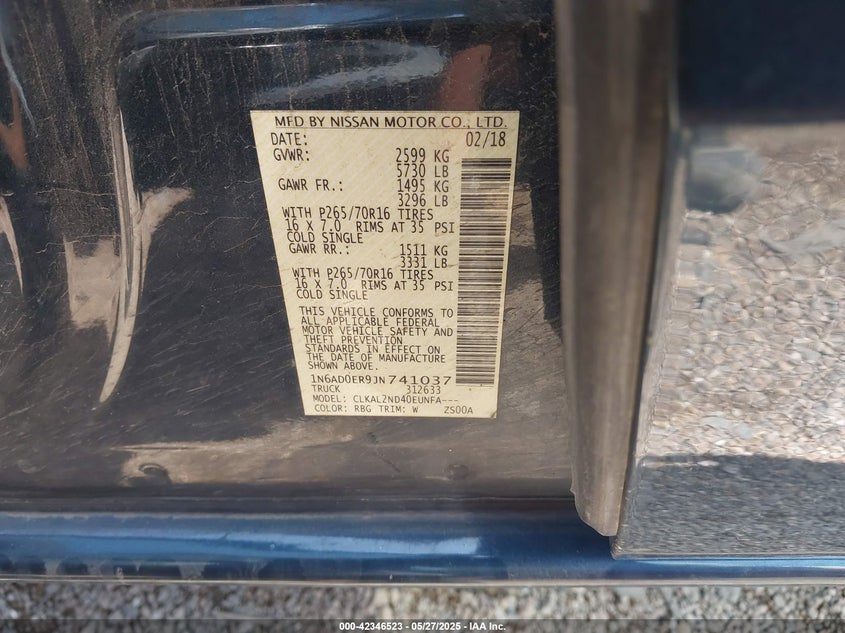 MFD BY NISSAN MOTOR CO., LTD.
DATE: 02/18
GVWR: 2599 KG
5730 LB
GAWR FR.: 1495 KG
3296 LB
WITH P265/70R16 TIRES
16 X 7.0 RIMS AT 35 PSI
COLD SINGLE
GAWR RR.: 1511 KG
3331 LB
WITH P265/70R16 TIRES
16 X 7.0 RIMS AT 35 PSI
COLD SINGLE
THIS VEHICLE CONFORMS TO
ALL APPLICABLE FEDERAL
MOTOR VEHICLE SAFETY AND
THEFT PREVENTION
STANDARDS IN EFFECT ON
THE DATE OF MANUFACTURE
SHOWN.
1N6AD0ER9JN741037
TRUCK 312633
MODEL: CLKAL2ND40EUNFA---
COLOR: RBG TRIM: W ZS00A
000-42346523 — 05/27/2025 — IAA Inc.